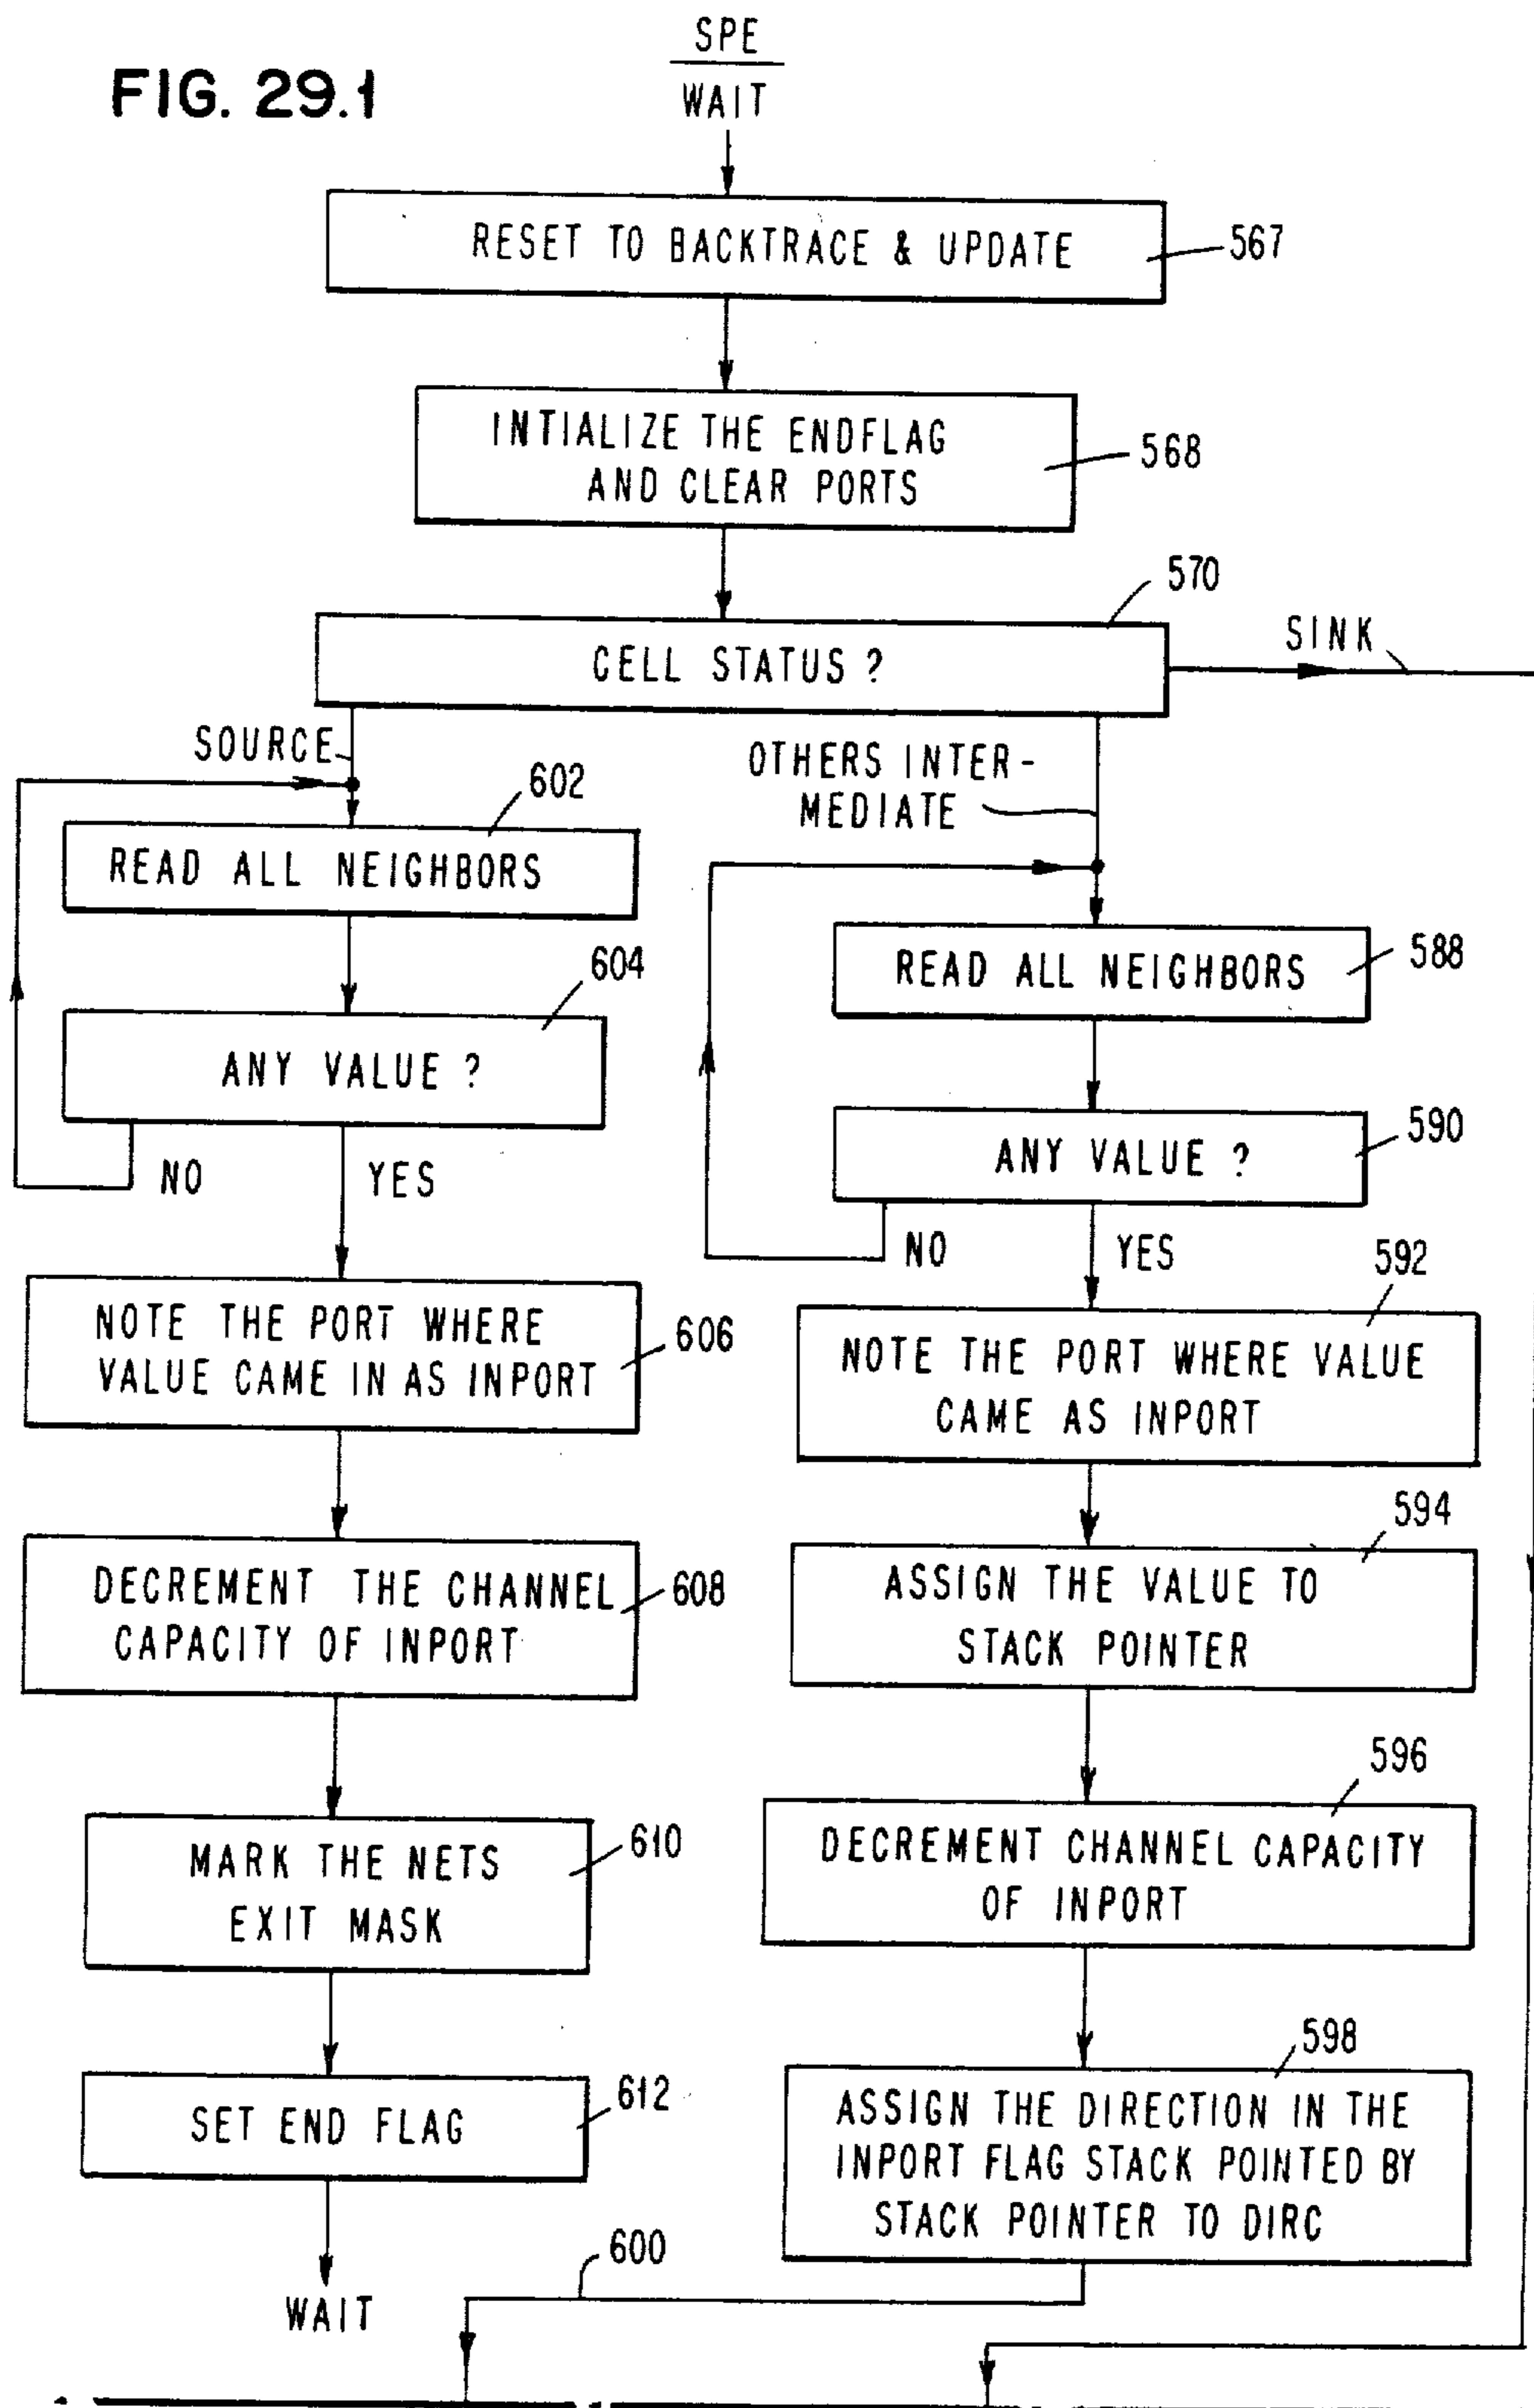 FIG. 29.1
SPE
WAIT
RESET TO BACKTRACE & UPDATE
567
INTIALIZE THE ENDFLAG
AND CLEAR PORTS
568
570
CELL STATUS ?
SINK
SOURCE
OTHERS INTER-
MEDIATE
602
READ ALL NEIGHBORS
604
ANY VALUE ?
NO
YES
NOTE THE PORT WHERE
VALUE CAME IN AS INPORT
606
DECREMENT THE CHANNEL
CAPACITY OF INPORT
608
MARK THE NETS
EXIT MASK
610
SET END FLAG
612
WAIT
READ ALL NEIGHBORS
588
ANY VALUE ?
590
NO
YES
592
NOTE THE PORT WHERE VALUE
CAME AS INPORT
594
ASSIGN THE VALUE TO
STACK POINTER
596
DECREMENT CHANNEL CAPACITY
OF INPORT
598
ASSIGN THE DIRECTION IN THE
INPORT FLAG STACK POINTED BY
STACK POINTER TO DIRC
600